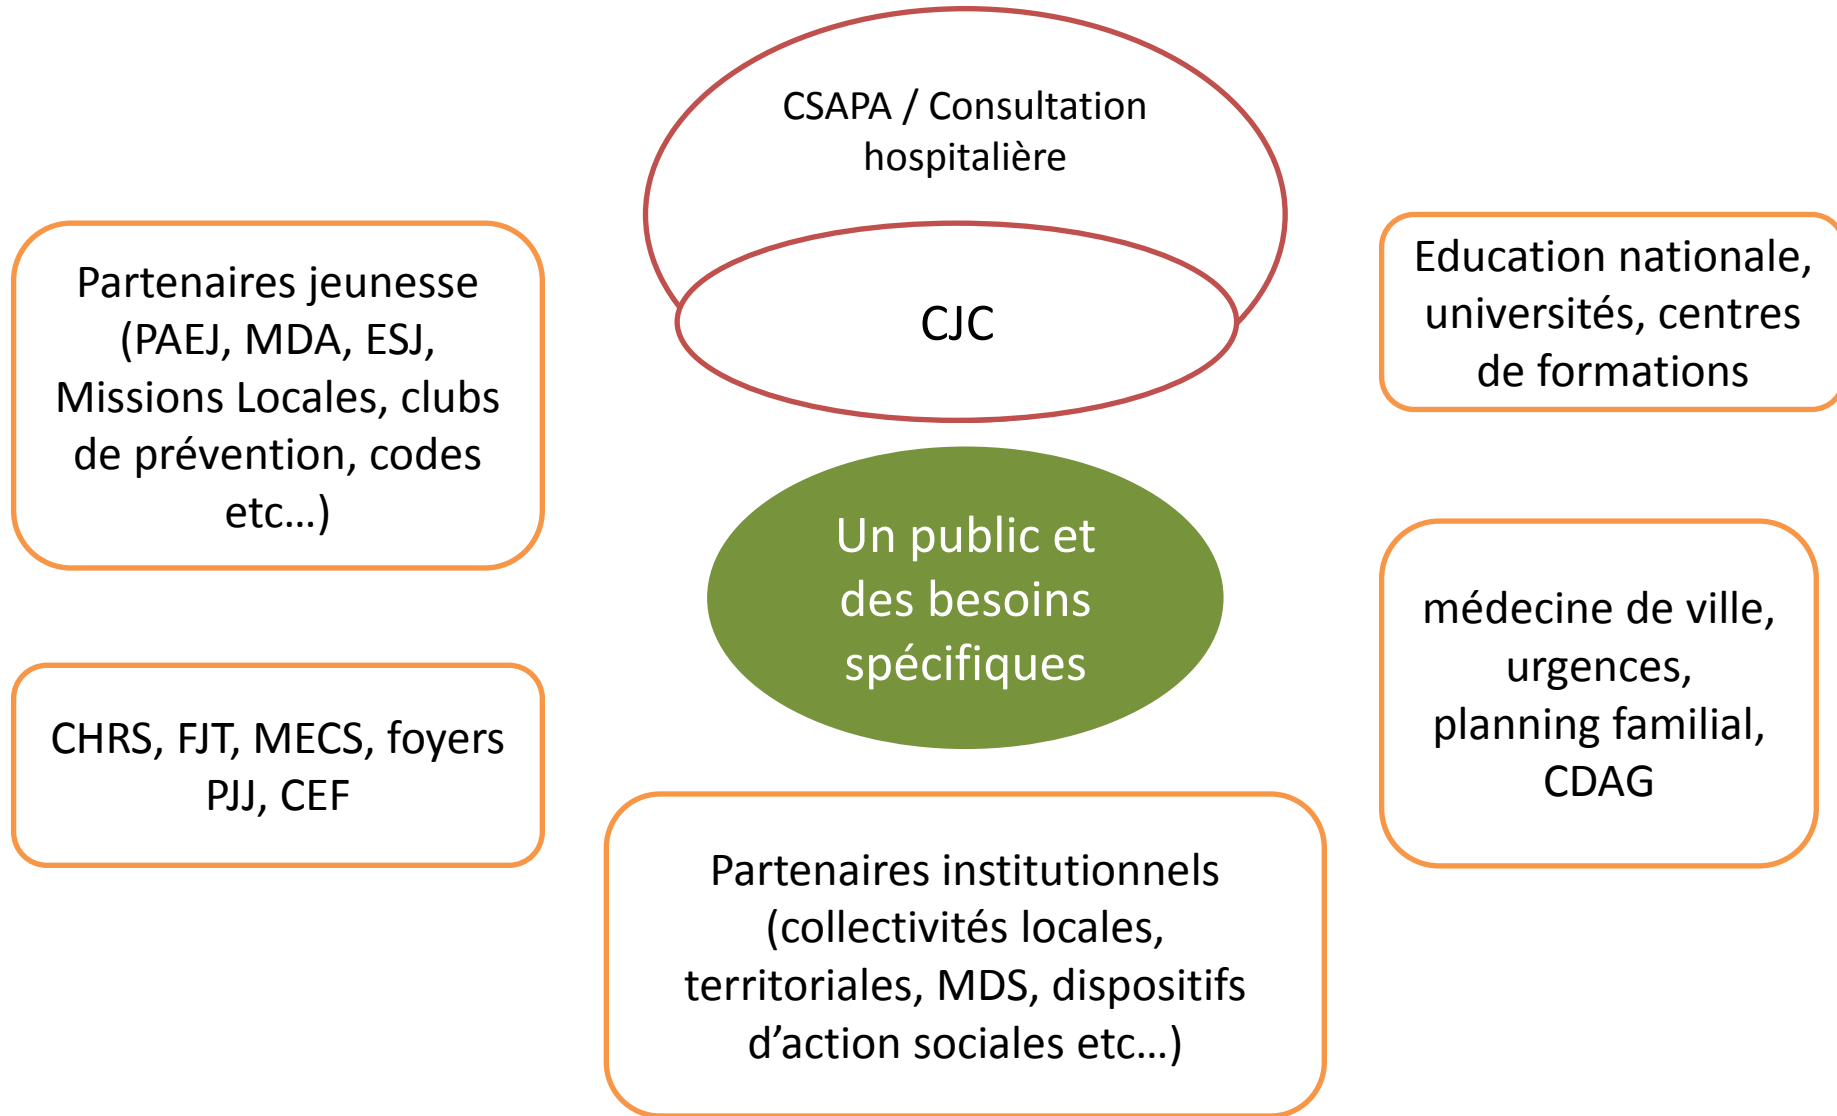 CSAPA / Consultation
hospitalière
CJC
Partenaires jeunesse
(PAEJ, MDA, ESJ,
Missions Locales, clubs
de prévention, codes
etc…)
Education nationale,
universités, centres
de formations
Un public et
des besoins
spécifiques
médecine de ville,
urgences,
planning familial,
CDAG
CHRS, FJT, MECS, foyers
PJJ, CEF
Partenaires institutionnels
(collectivités locales,
territoriales, MDS, dispositifs
d’action sociales etc…)